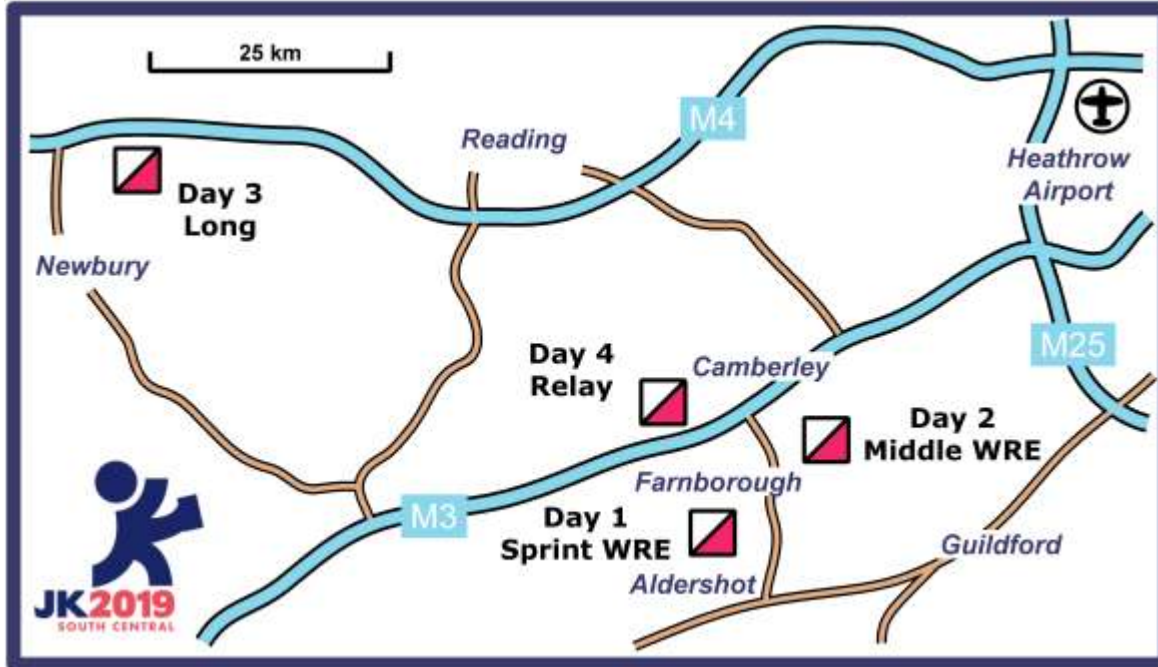 25 km
M4
Reading
Heathrow
Airport
Day 3
Long
Newbury
M25
Day 4
Relay
Camberley
Day 2
Middle WRE
Farnborough
M3
Day 1
Sprint WRE
Guildford
Aldershot
JK2019
SOUTH CENTRAL